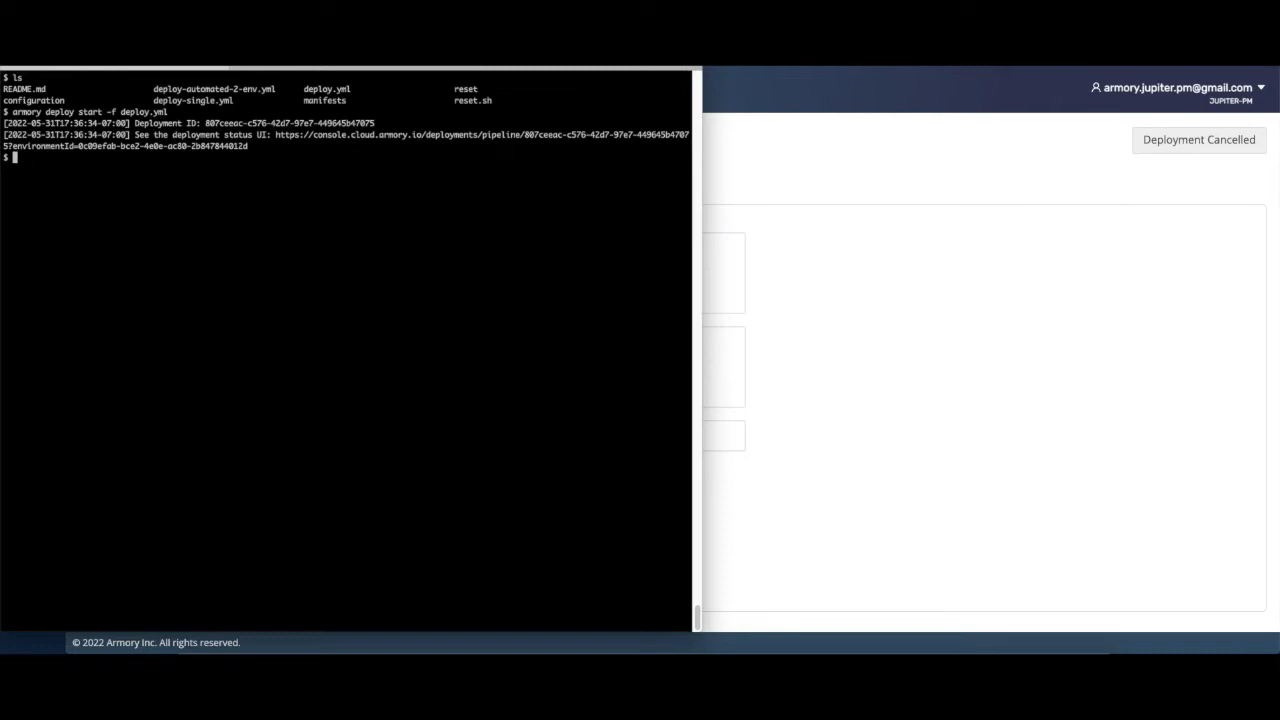 $ ls
README.md deploy-automated-2-env.yml deploy.yml reset
configuration deploy-single.yml manifests reset.sh
$ armory deploy start -f deploy.yml
[2022-05-31T17:36:34-07:00] Deployment ID: 807ceeac-c576-42d7-97e7-449645b47075
[2022-05-31T17:36:34-07:00] See the deployment status UI: https://console.cloud.armory.io/deployments/pipeline/807ceeac-c576-42d7-97e7-449645b4707
5?environmentId=0c09efab-bce2-4e0e-ac80-2b847844012d
$
armory.jupiter.pm@gmail.com
JUPITER-PM
Deployment Cancelled
© 2022 Armory Inc. All rights reserved.